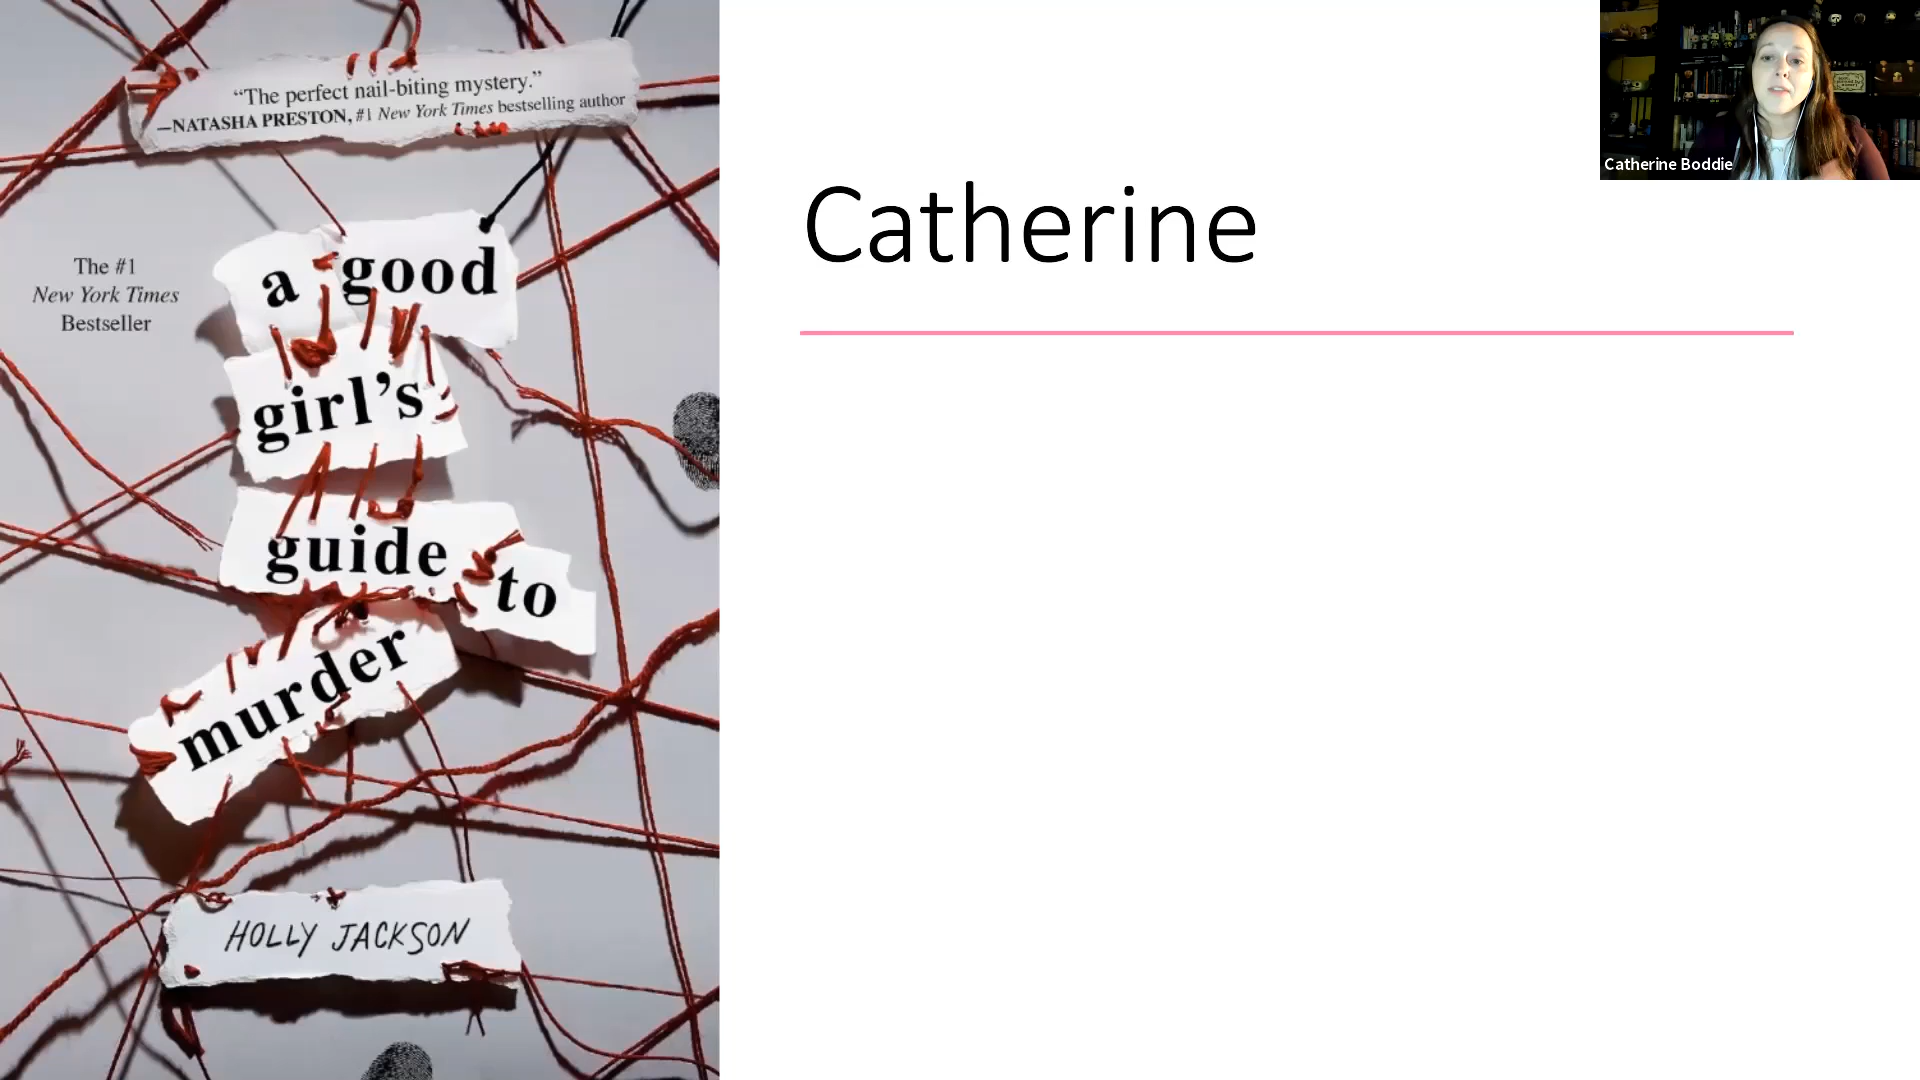 “The perfect nail-biting mystery.”
—NATASHA PRESTON, #1 New York Times bestselling author
The #1
New York Times
Bestseller
a good
girl’s
guide to
murder
HOLLY JACKSON
Catherine
Catherine Boddie